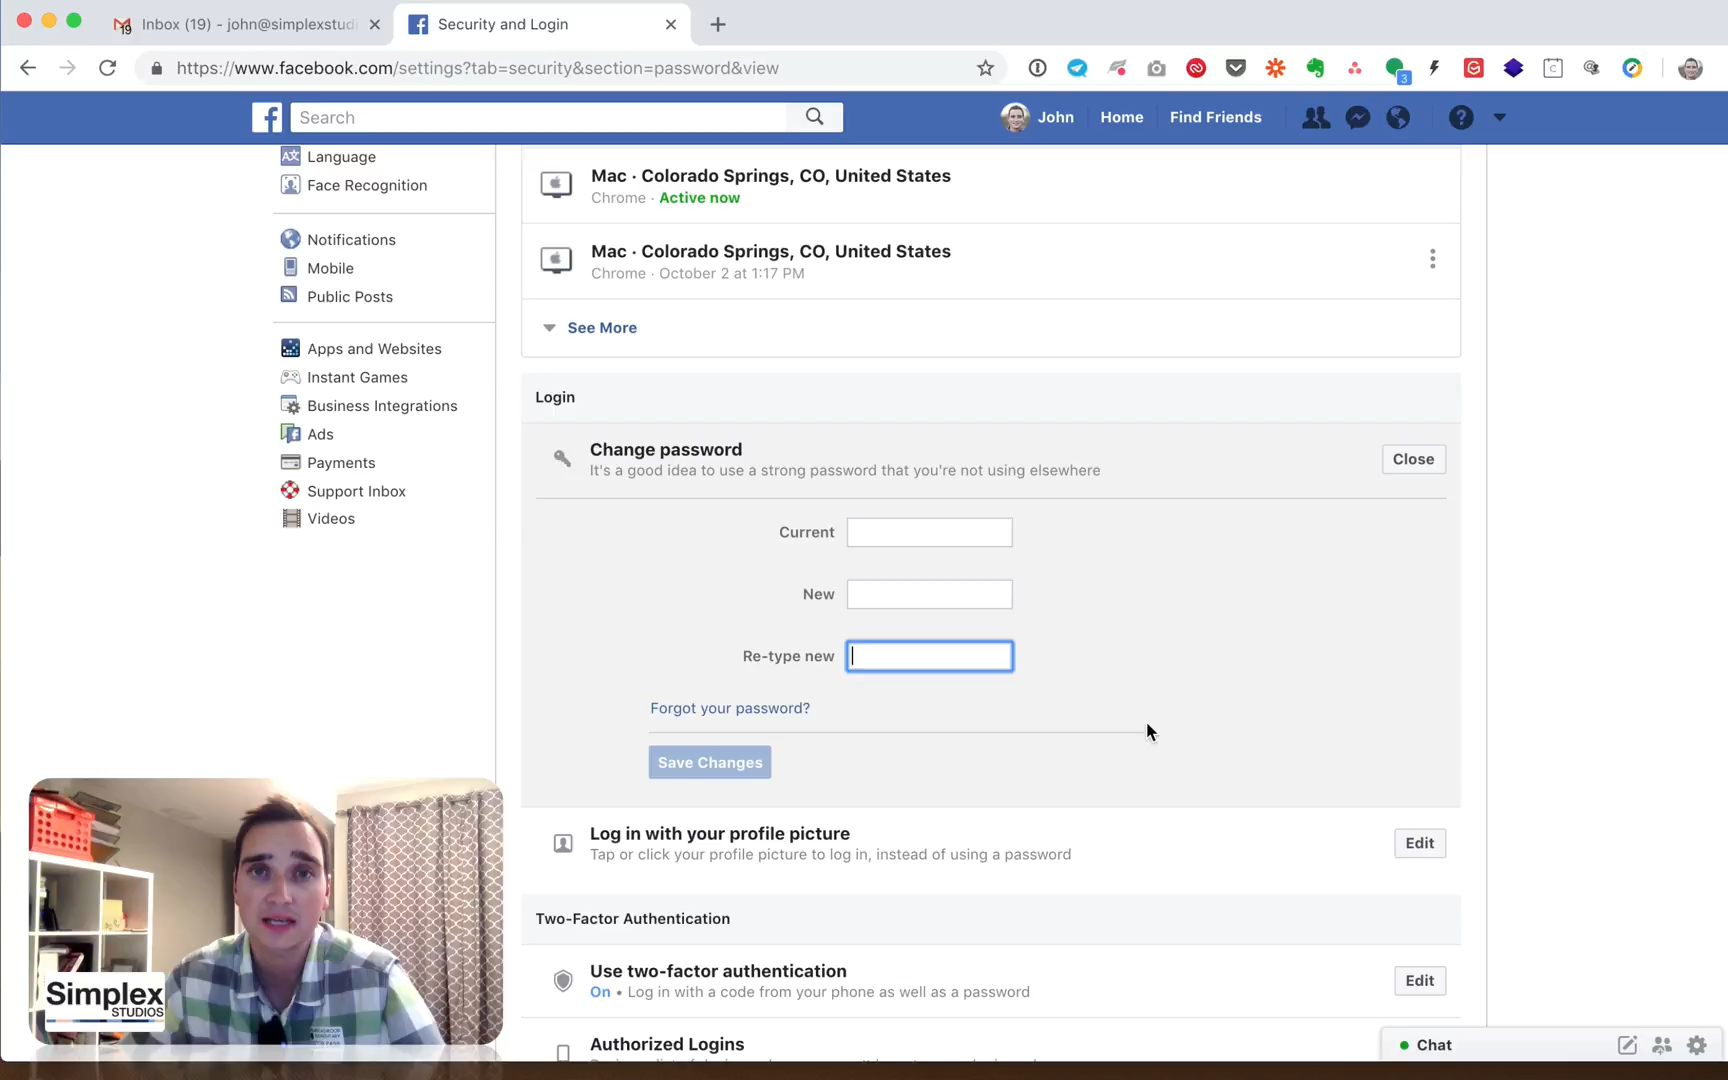 Inbox (19) - john@simplexstudi
Security and Login
https://www.facebook.com/settings?tab=security&section=password&view
3
Search
John
Home
Find Friends
Language
Face Recognition
Notifications
Mobile
Public Posts
Apps and Websites
Instant Games
Business Integrations
Ads
Payments
Support Inbox
Videos
Mac · Colorado Springs, CO, United States
Chrome · Active now
Mac · Colorado Springs, CO, United States
Chrome · October 2 at 1:17 PM
See More
Login
Change password
It's a good idea to use a strong password that you're not using elsewhere
Close
Current
New
Re-type new
Forgot your password?
Save Changes
Log in with your profile picture
Tap or click your profile picture to log in, instead of using a password
Edit
Two-Factor Authentication
Use two-factor authentication
On • Log in with a code from your phone as well as a password
Edit
Authorized Logins
Chat
Simplex
STUDIOS